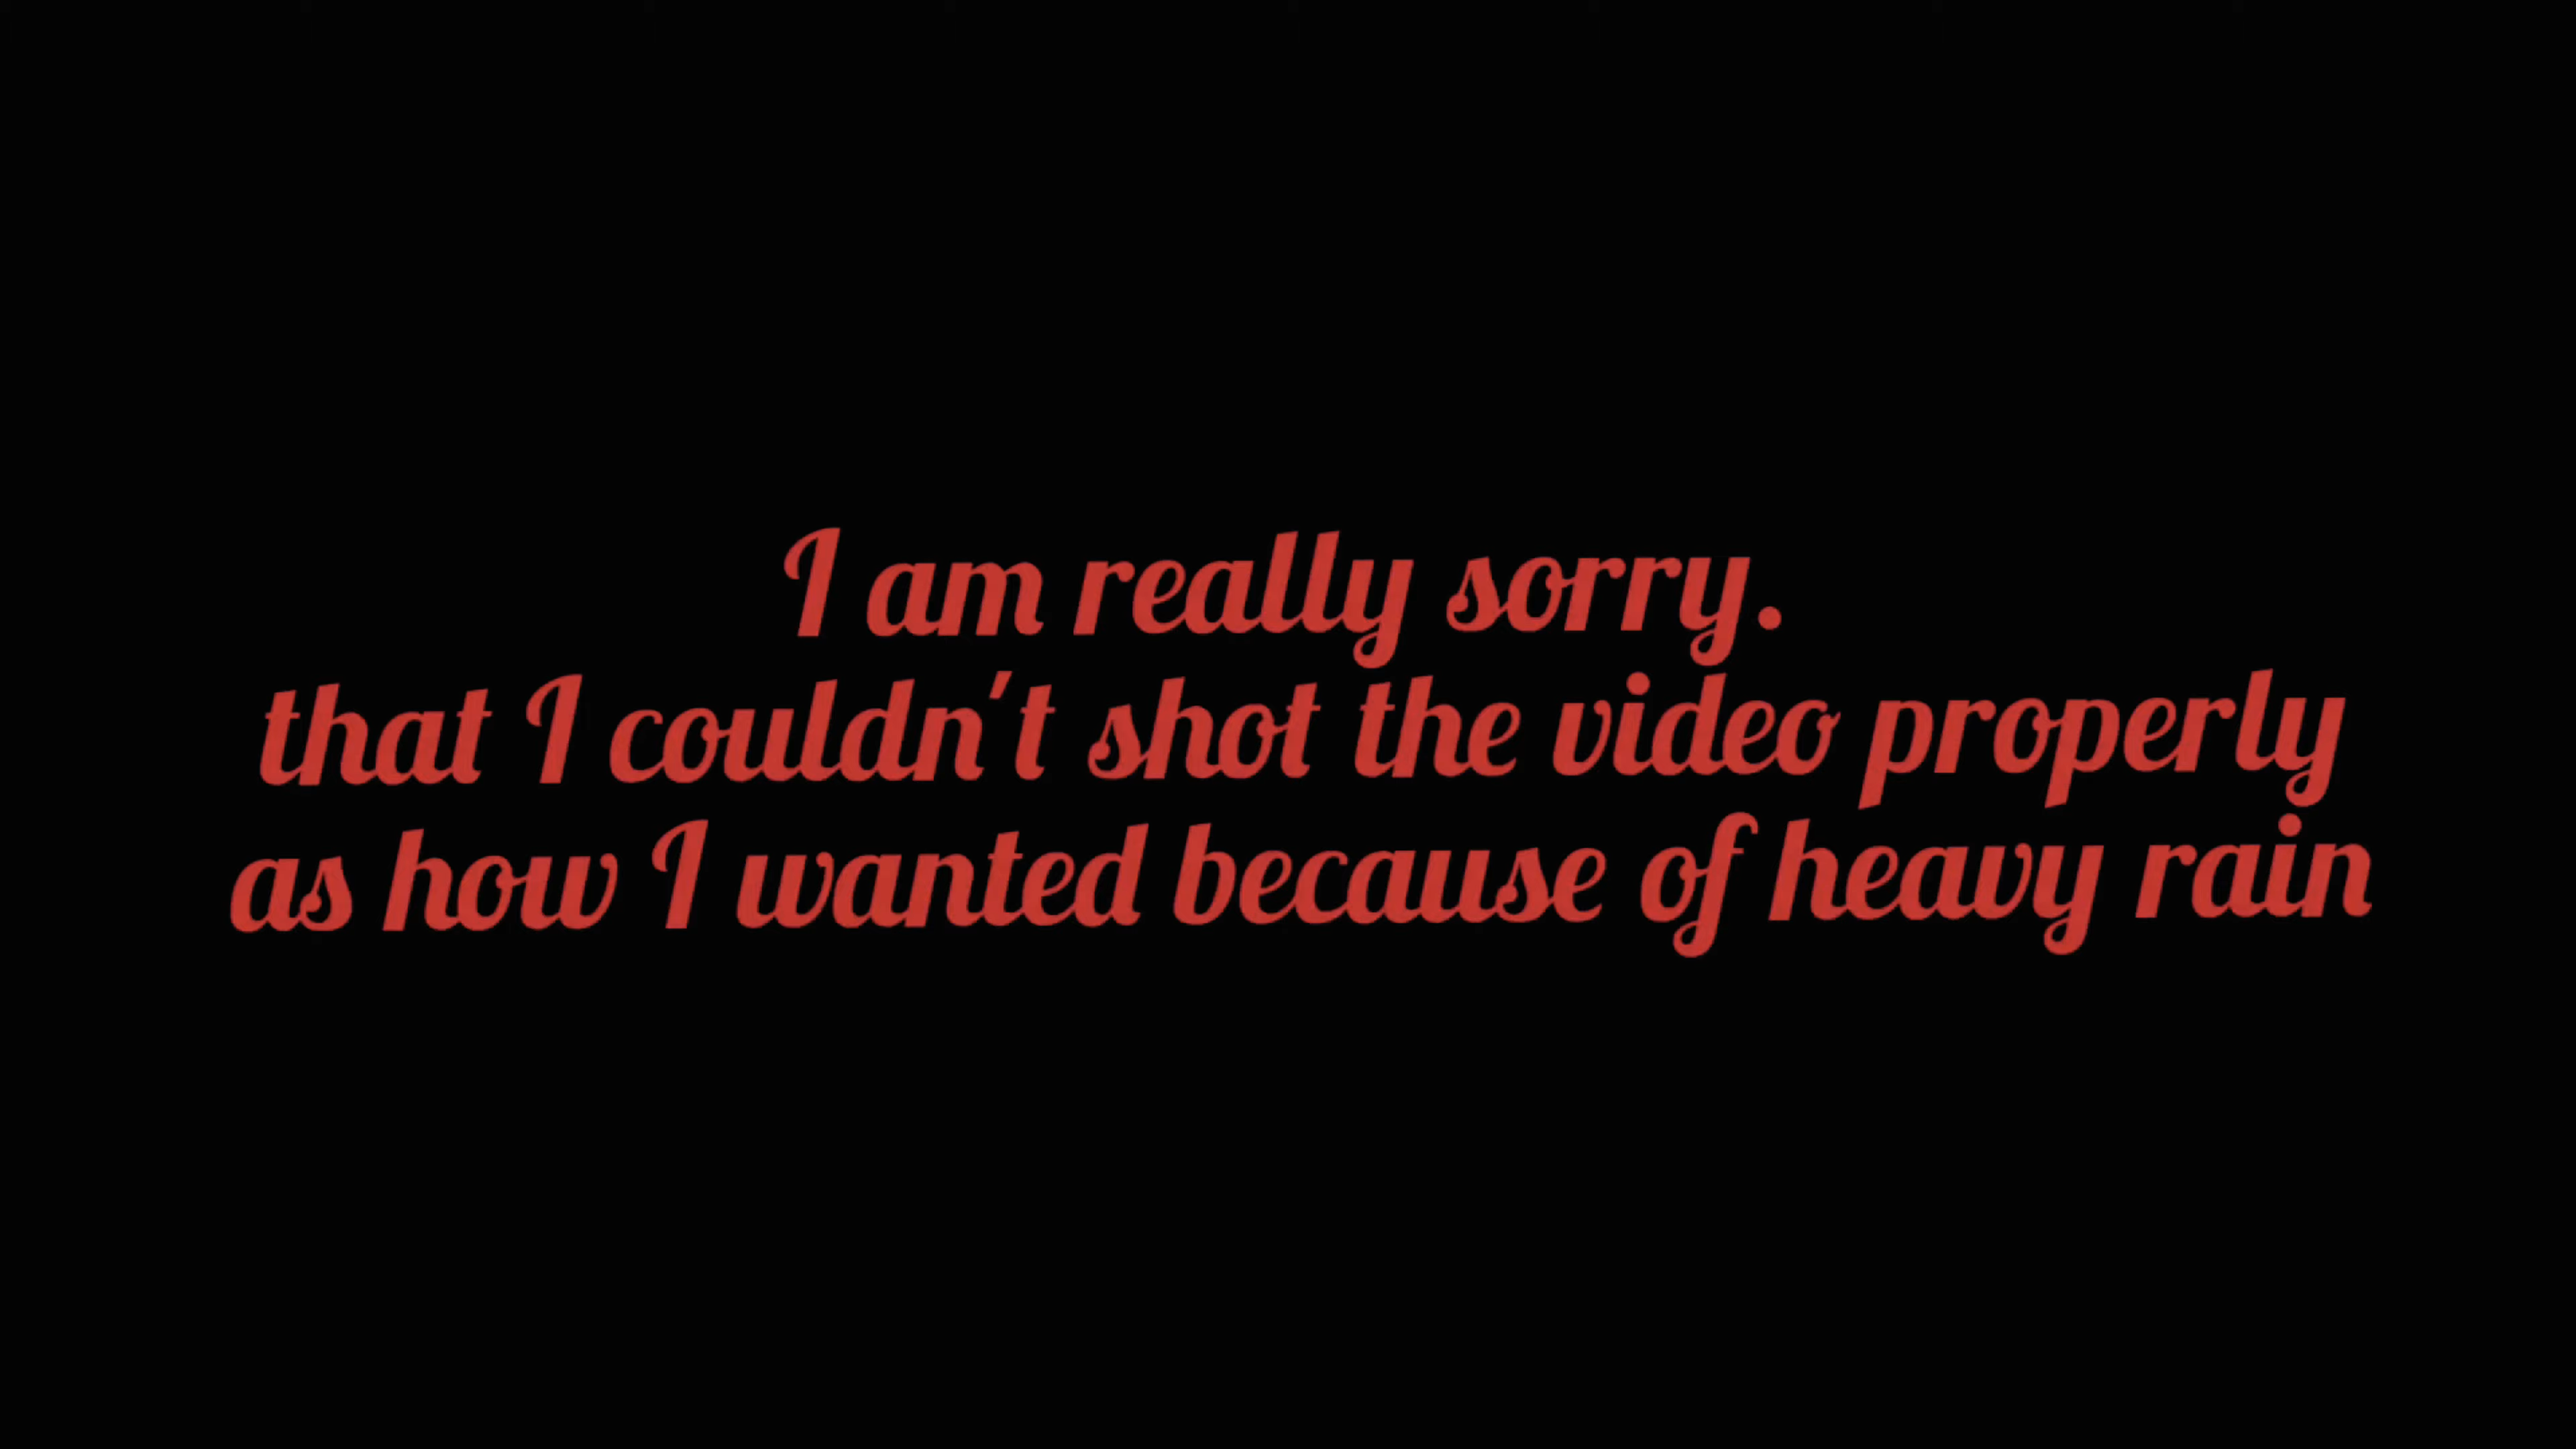 I am really sorry.
that I couldn't shot the video properly
as how I wanted because of heavy rain